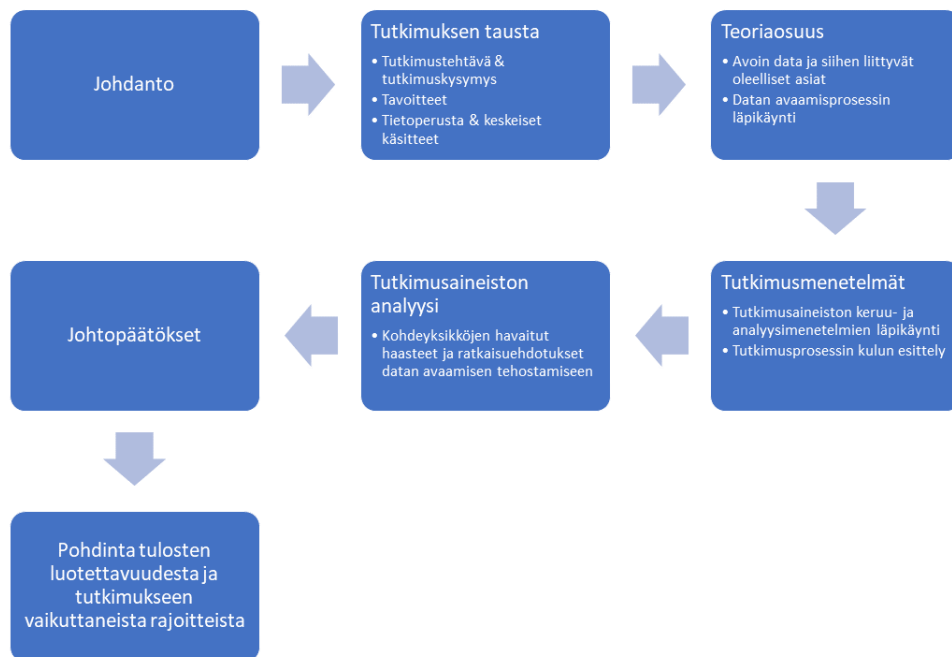 Johdanto
Tutkimuksen tausta
• Tutkimustehtävä &
tutkimuskysymys
• Tavoitteet
• Tietoperusta & keskeiset
käsitteet
Teoriaosuus
• Avoin data ja siihen liittyvät
oleelliset asiat
• Datan avaamisprosessin
läpikäynti
Tutkimusmenetelmät
• Tutkimusaineiston keruu- ja
analyysimenetelmien läpikäynti
• Tutkimusprosessin kulun esittely
Tutkimusaineiston
analyysi
• Kohdeyksikköjen havaitut
haasteet ja ratkaisuehdotukset
datan avaamisen tehostamiseen
Johtopäätökset
Pohdinta tulosten
luotettavuudesta ja
tutkimukseen
vaikuttaneista rajoitteista